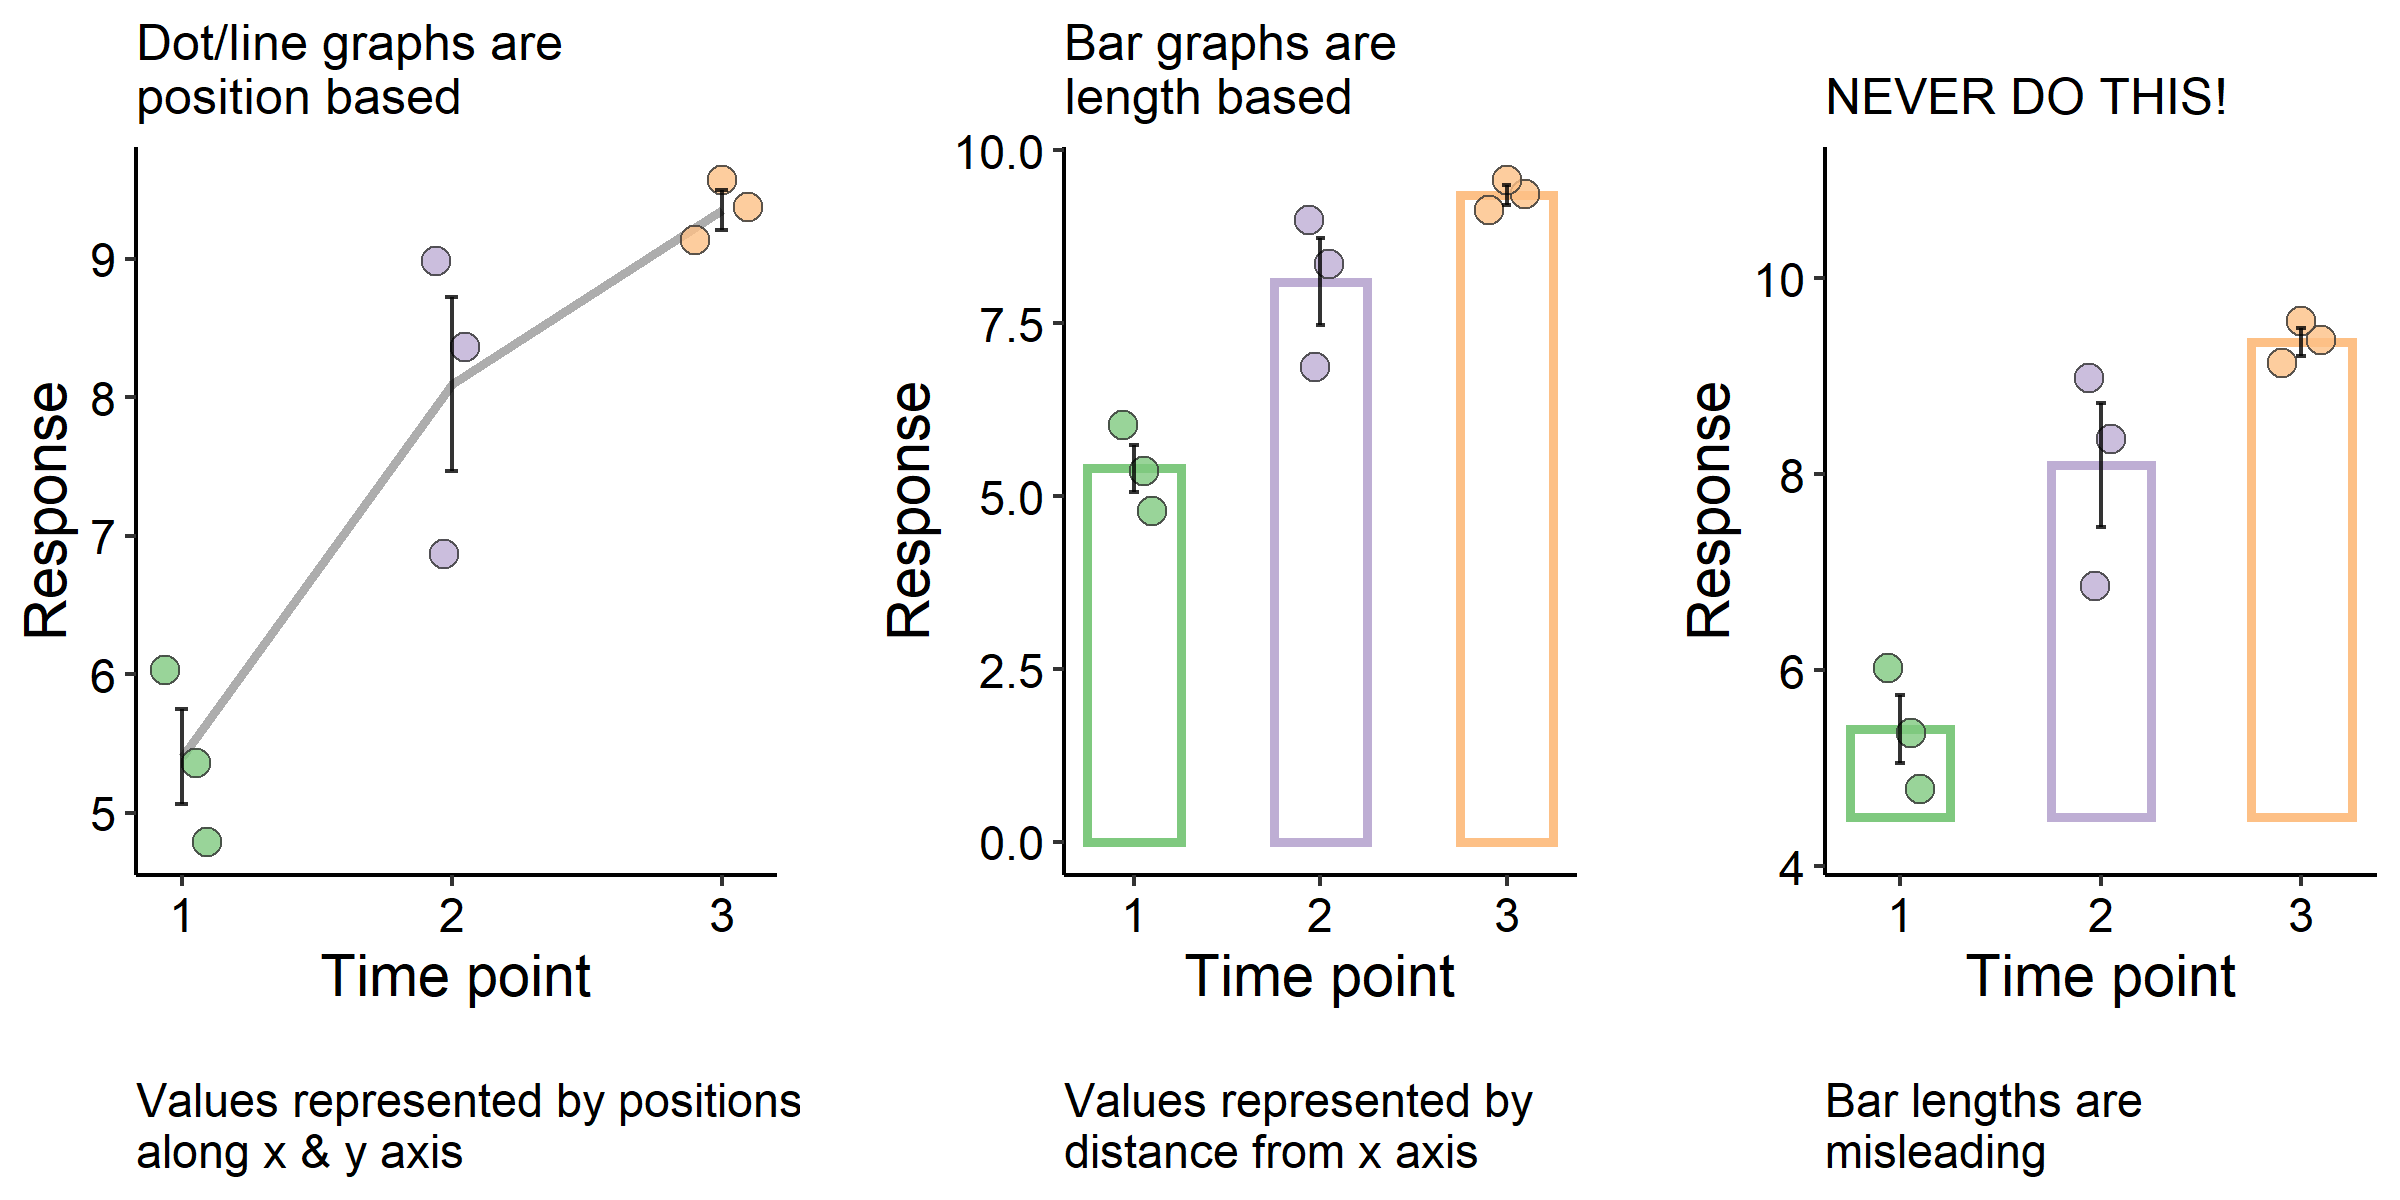 Dot/line graphs are
position based
Response
9
8
7
6
5
1 2 3
Time point
Values represented by positions
along x & y axis
Bar graphs are
length based
Response
10.0
7.5
5.0
2.5
0.0
1 2 3
Time point
Values represented by
distance from x axis
NEVER DO THIS!
Response
10
8
6
4
1 2 3
Time point
Bar lengths are
misleading